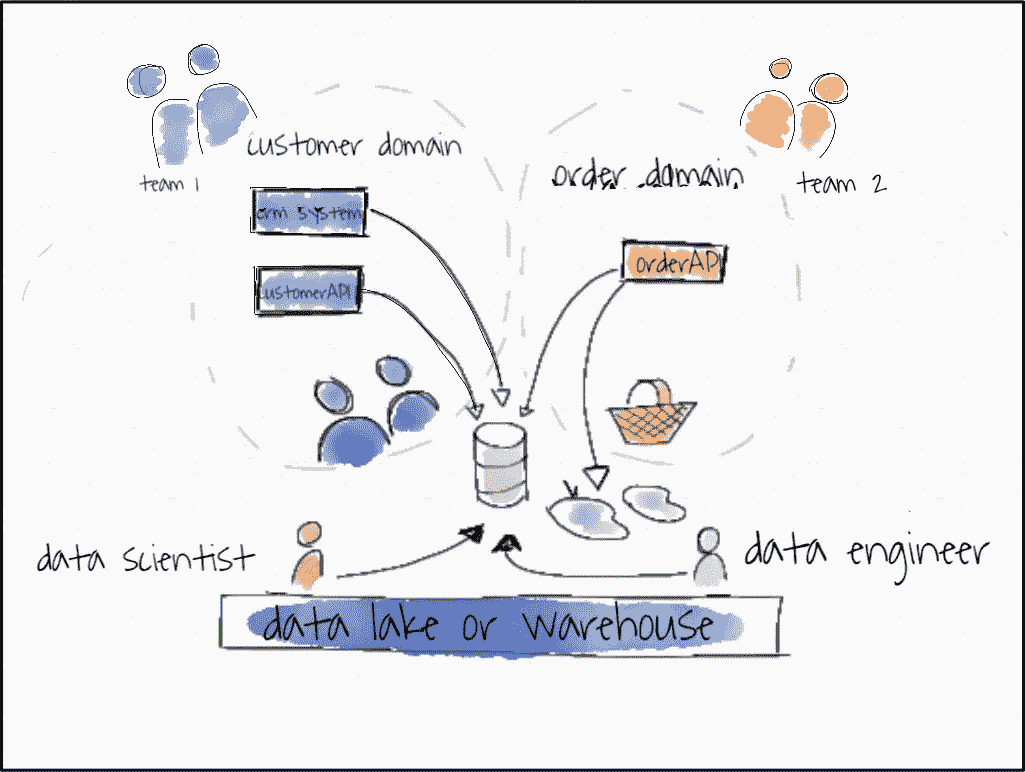 customer domain
team 1
order domain
team 2
crm system
orderAPI
customerAPI
data scientist
data engineer
data lake or warehouse